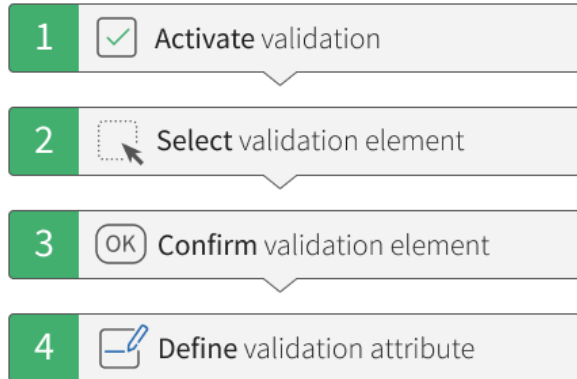 1 Activate validation
2 Select validation element
3 OK Confirm validation element
4 Define validation attribute